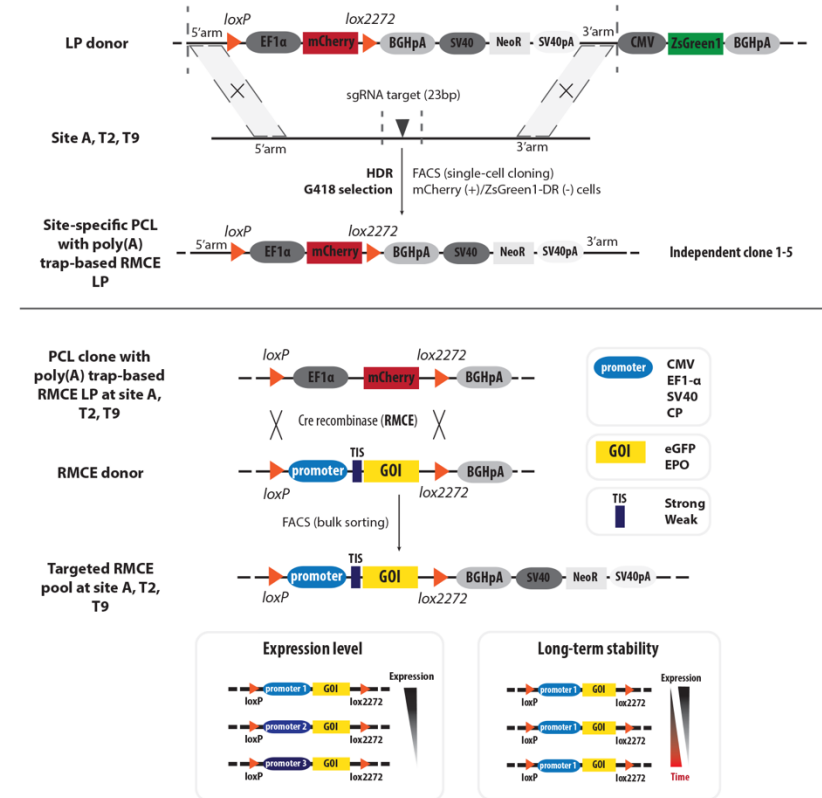 LP donor
5'arm
loxP
EF1α
mCherry
lox2272
BGHpA
SV40
NeoR
SV40pA
3'arm
CMV
ZsGreen1
BGHpA
sgRNA target (23bp)
Site A, T2, T9
5'arm
3'arm
HDR
G418 selection
FACS (single-cell cloning)
mCherry (+)/ZsGreen1-DR (-) cells
Site-specific PCL
with poly(A)
trap-based RMCE
LP
5'arm
loxP
EF1α
mCherry
lox2272
BGHpA
SV40
NeoR
SV40pA
3'arm
Independent clone 1-5
PCL clone with
poly(A) trap-based
RMCE LP at site A,
T2, T9
loxP
EF1α
mCherry
lox2272
BGHpA
Cre recombinase (RMCE)
RMCE donor
loxP
promoter
TIS
GOI
lox2272
BGHpA
FACS (bulk sorting)
Targeted RMCE
pool at site A, T2,
T9
loxP
promoter
TIS
GOI
lox2272
BGHpA
SV40
NeoR
SV40pA
promoter
CMV
EF1-α
SV40
CP
GOI
eGFP
EPO
TIS
Strong
Weak
Expression level
promoter 1
GOI
loxP
lox2272
promoter 2
GOI
loxP
lox2272
promoter 3
GOI
loxP
lox2272
Expression
Long-term stability
promoter 1
GOI
loxP
lox2272
promoter 1
GOI
loxP
lox2272
promoter 1
GOI
loxP
lox2272
Expression
Time